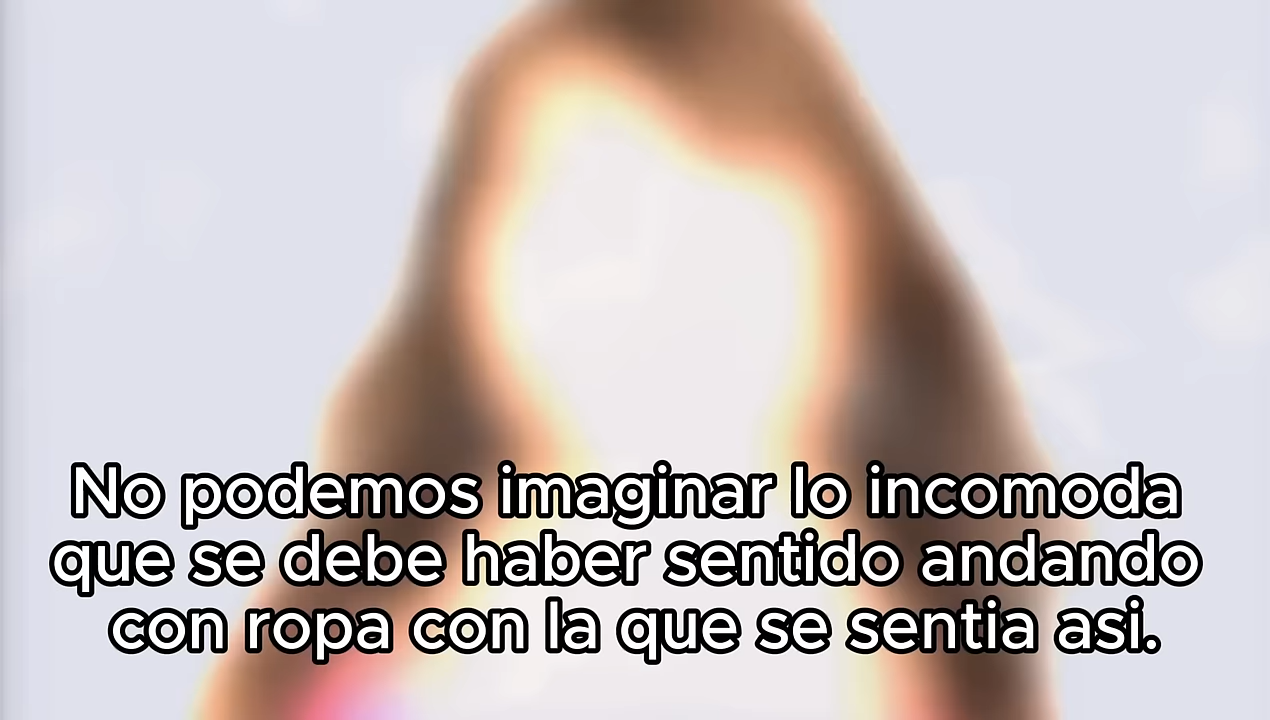 No podemos imaginar lo incomoda
que se debe haber sentido andando
con ropa con la que se sentia asi.